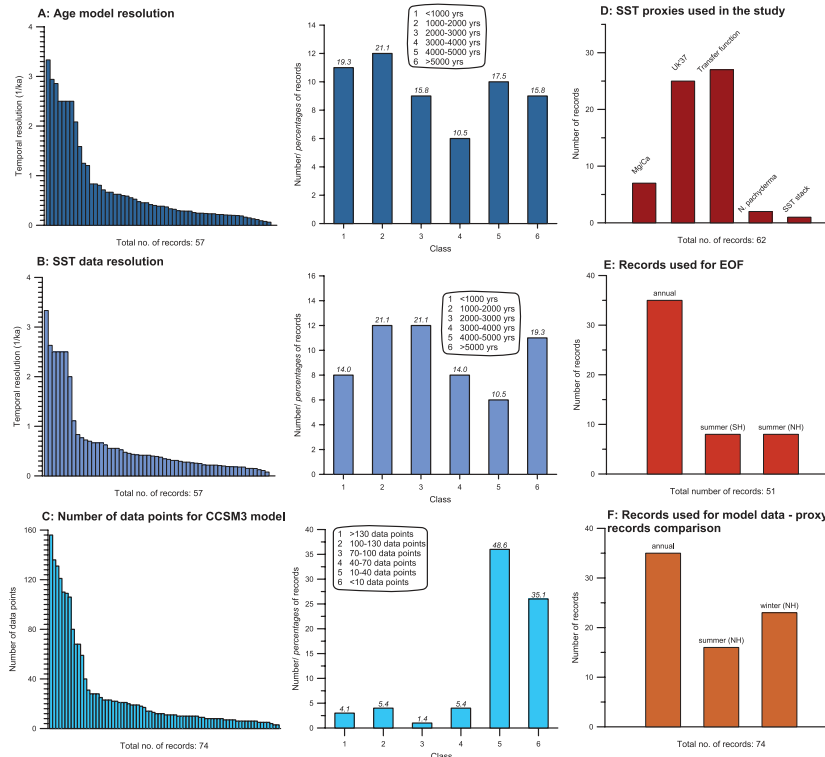 A: Age model resolution
4
3
2
1
0
Temporal resolution (1/ka)
Total no. of records: 57
16
14
12
10
8
6
4
2
0
Number/ percentages of records
1 <1000 yrs
2 1000-2000 yrs
3 2000-3000 yrs
4 3000-4000 yrs
5 4000-5000 yrs
6 >5000 yrs
19.3
21.1
15.8
10.5
17.5
15.8
1 2 3 4 5 6
Class
D: SST proxies used in the study
30
20
10
0
Number of records
Mg/Ca
Uk'37
Transfer function
N. pachyderma
SST stack
Total no. of records: 62
B: SST data resolution
4
3
2
1
0
Temporal resolution (1/ka)
Total no. of records: 57
16
14
12
10
8
6
4
2
0
Number/ percentages of records
1 <1000 yrs
2 1000-2000 yrs
3 2000-3000 yrs
4 3000-4000 yrs
5 4000-5000 yrs
6 >5000 yrs
14.0
21.1
21.1
14.0
10.5
19.3
1 2 3 4 5 6
Class
E: Records used for EOF
40
30
20
10
0
Number of records
annual
summer (SH)
summer (NH)
Total number of records: 51
C: Number of data points for CCSM3 model
160
120
80
40
0
Number of data points
Total no. of records: 74
40
35
30
25
20
15
10
5
0
Number/ percentages of records
1 >130 data points
2 100-130 data points
3 70-100 data points
4 40-70 data points
5 10-40 data points
6 <10 data points
4.1
5.4
1.4
5.4
48.6
35.1
1 2 3 4 5 6
Class
F: Records used for model data - proxy
records comparison
40
30
20
10
0
Number of records
annual
summer (NH)
winter (NH)
Total no. of records: 74